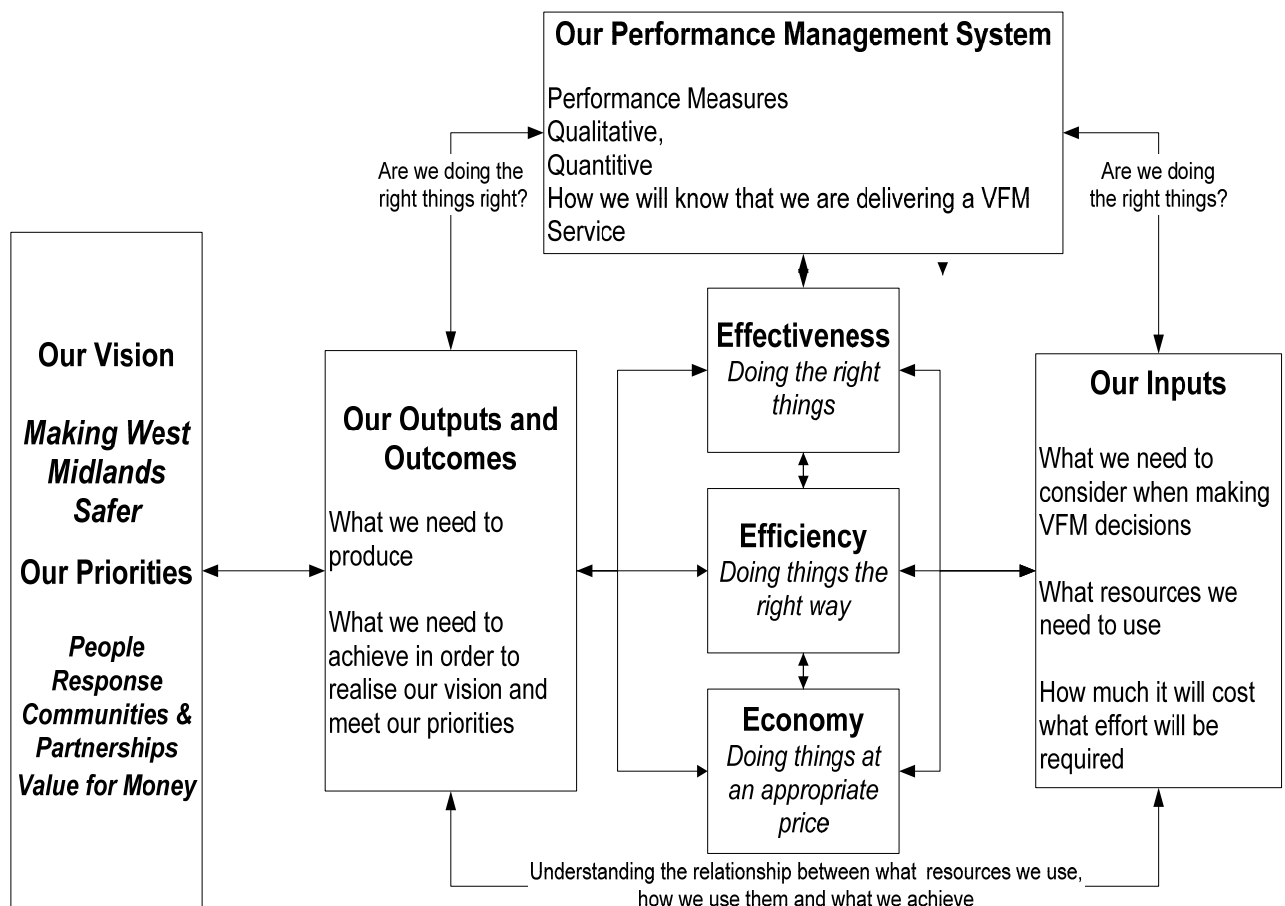 Our Performance Management System
Performance Measures
Qualitative,
Quantitive
How we will know that we are delivering a VFM
Service
Are we doing the
right things right?
Are we doing
the right things?
Our Vision
Making West
Midlands
Safer
Our Priorities
People
Response
Communities &
Partnerships
Value for Money
Our Outputs and
Outcomes
What we need to
produce
What we need to
achieve in order to
realise our vision and
meet our priorities
Effectiveness
Doing the right
things
Efficiency
Doing things the
right way
Economy
Doing things at
an appropriate
price
Our Inputs
What we need to
consider when making
VFM decisions
What resources we
need to use
How much it will cost
what effort will be
required
Understanding the relationship between what resources we use,
how we use them and what we achieve